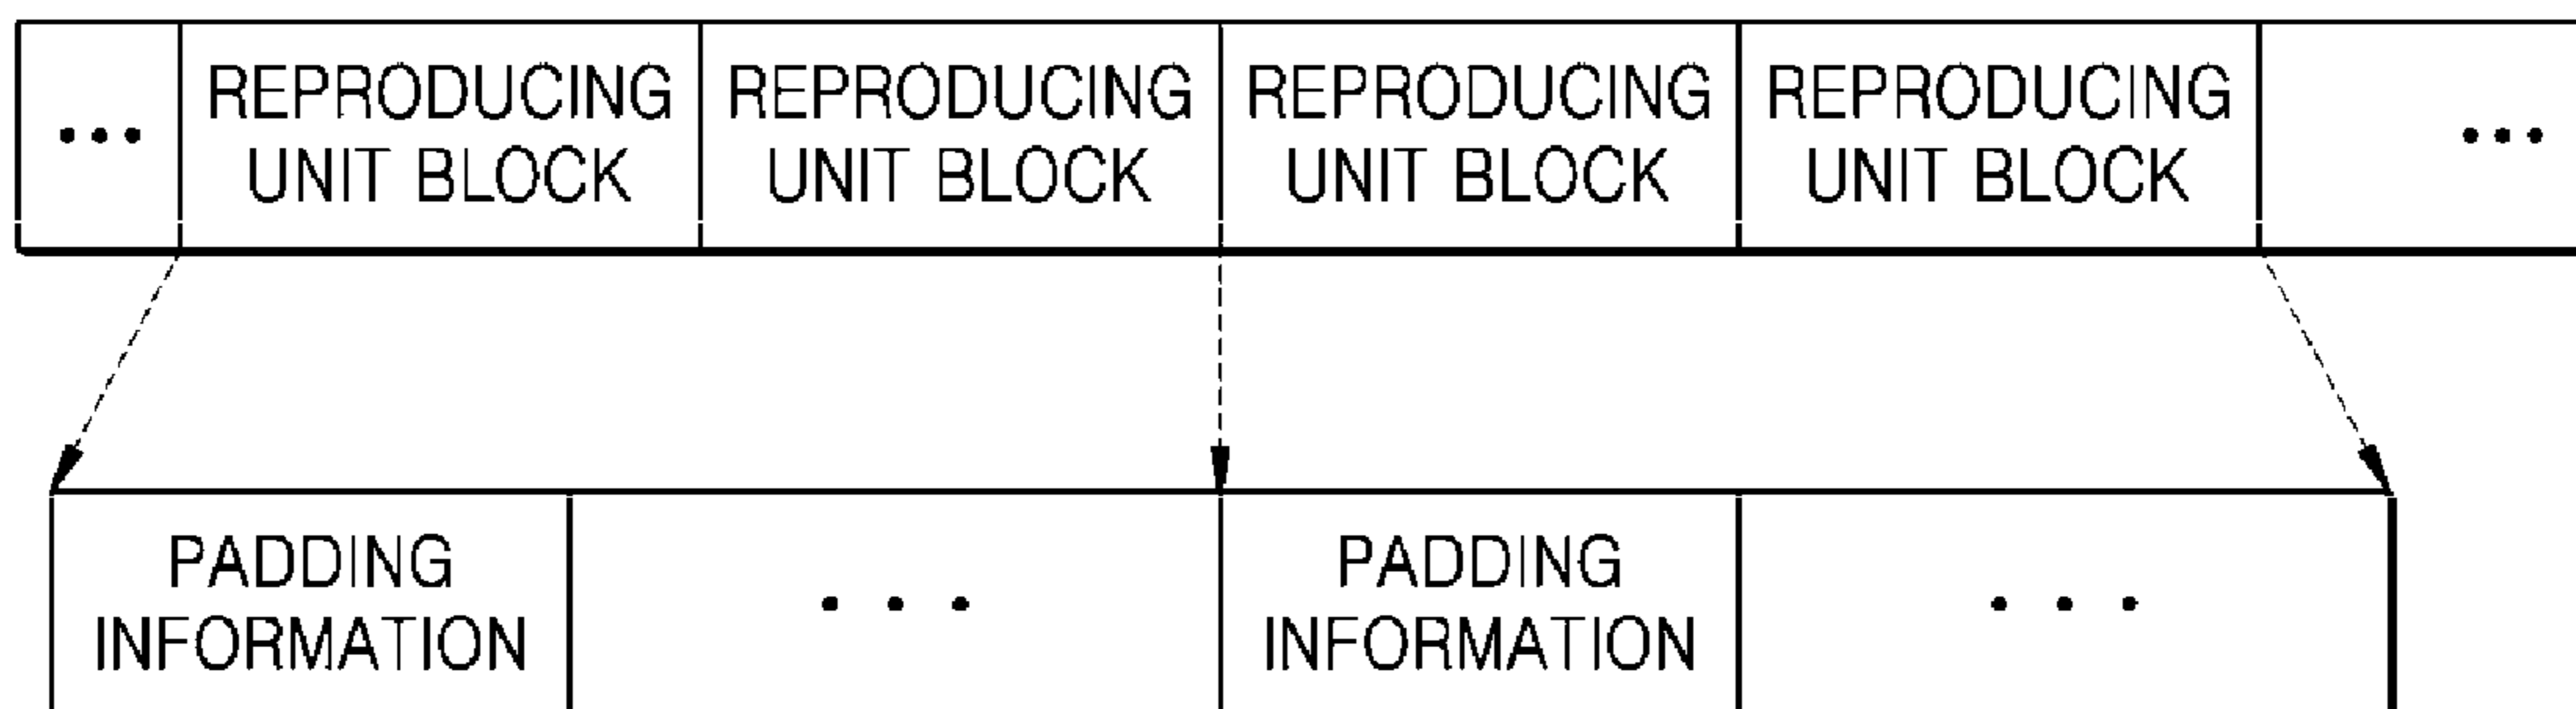 ... REPRODUCING REPRODUCING REPRODUCING REPRODUCING ...
UNIT BLOCK UNIT BLOCK UNIT BLOCK UNIT BLOCK
PADDING ... PADDING ...
INFORMATION INFORMATION